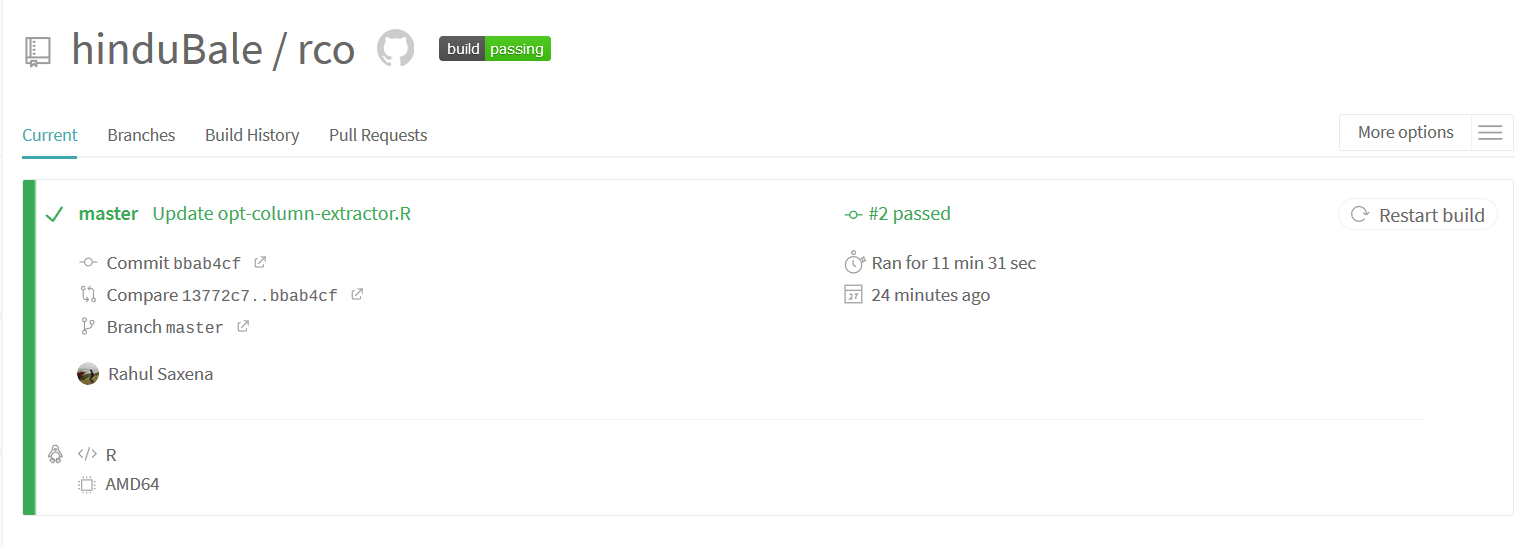 hinduBale / rco build passing
Current Branches Build History Pull Requests More options
master Update opt-column-extractor.R #2 passed Restart build
Commit bbab4cf Ran for 11 min 31 sec
Compare 13772c7..bbab4cf 24 minutes ago
Branch master
Rahul Saxena
</> R
AMD64